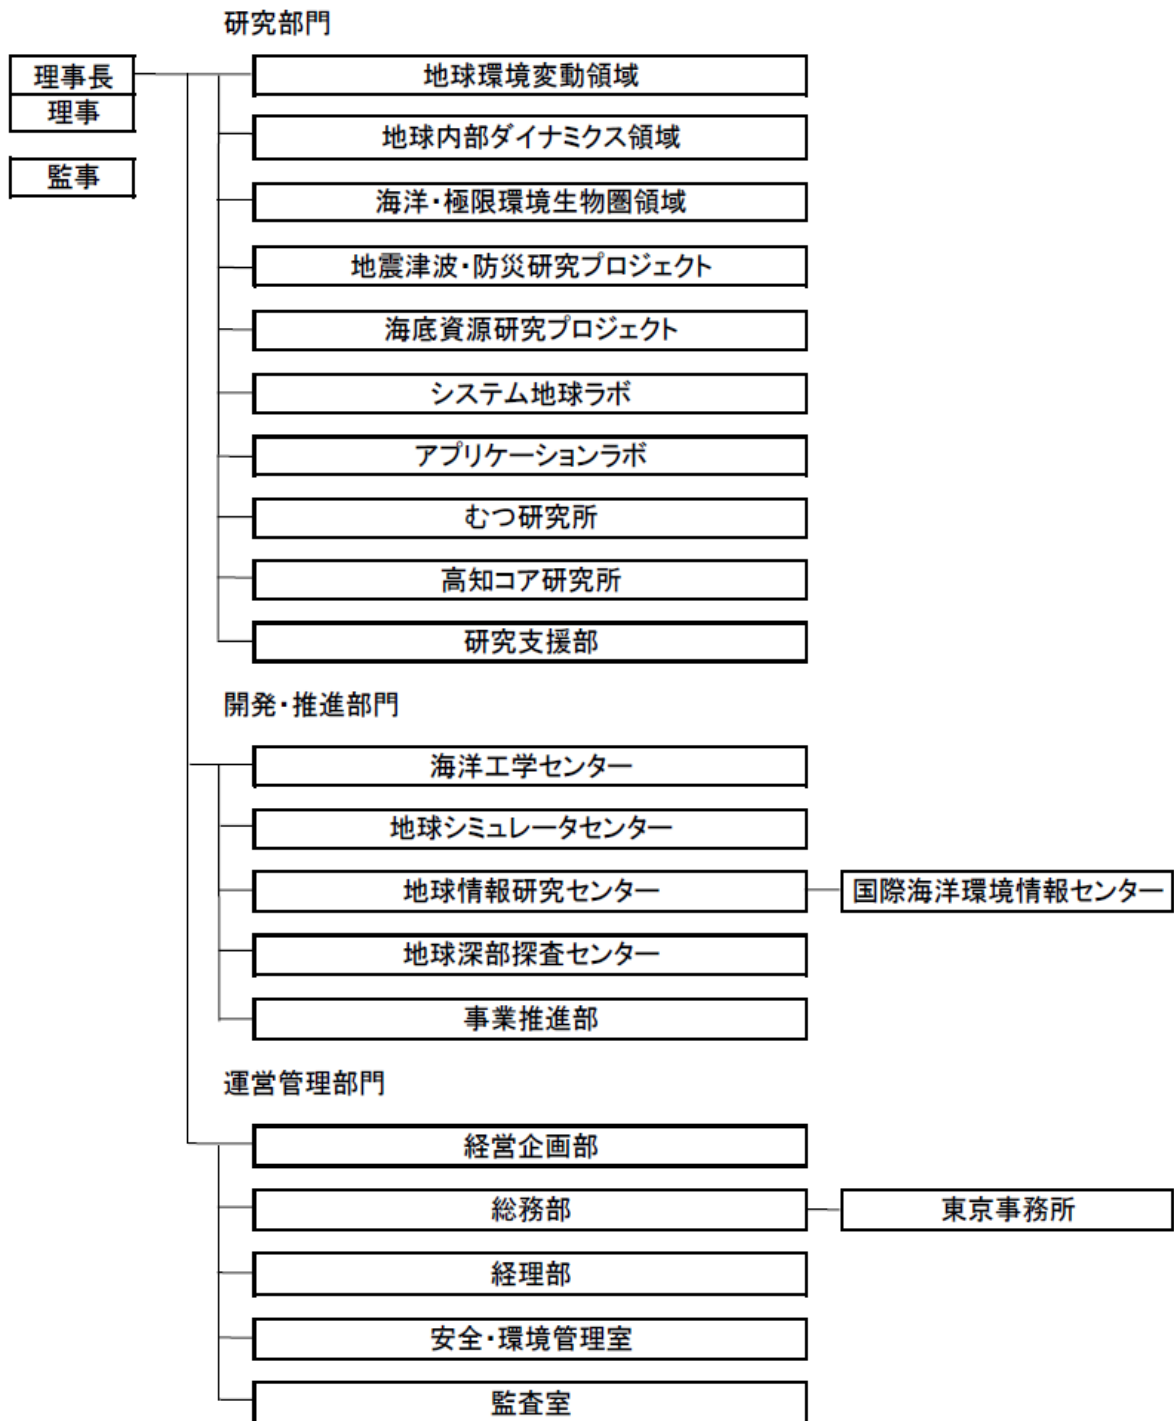 研究部門
理事長
理事
監事
地球環境変動領域
地球内部ダイナミクス領域
海洋・極限環境生物圏領域
地震津波・防災研究プロジェクト
海底資源研究プロジェクト
システム地球ラボ
アプリケーションラボ
むつ研究所
高知コア研究所
研究支援部
開発・推進部門
海洋工学センター
地球シミュレータセンター
地球情報研究センター
国際海洋環境情報センター
地球深部探査センター
事業推進部
運営管理部門
経営企画部
総務部
東京事務所
経理部
安全・環境管理室
監査室